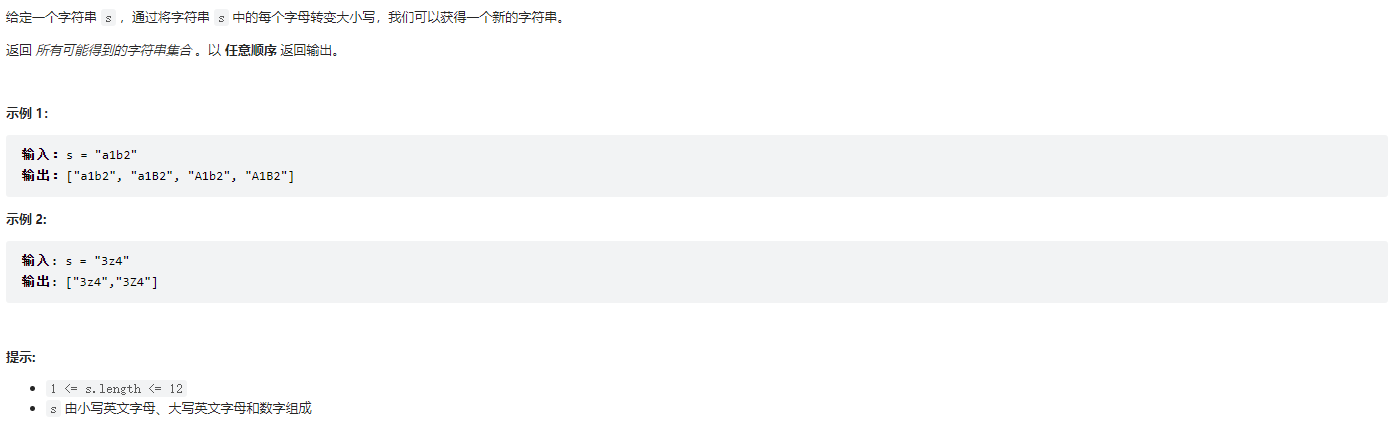 给定一个字符串 s ，通过将字符串 s 中的每个字母转变大小写，我们可以获得一个新的字符串。
返回 所有可能得到的字符串集合 。以 任意顺序 返回输出。
示例 1：
输入：s = "a1b2"
输出：["a1b2", "a1B2", "A1b2", "A1B2"]
示例 2:
输入: s = "3z4"
输出: ["3z4","3Z4"]
提示:
1 <= s.length <= 12
s 由小写英文字母、大写英文字母和数字组成